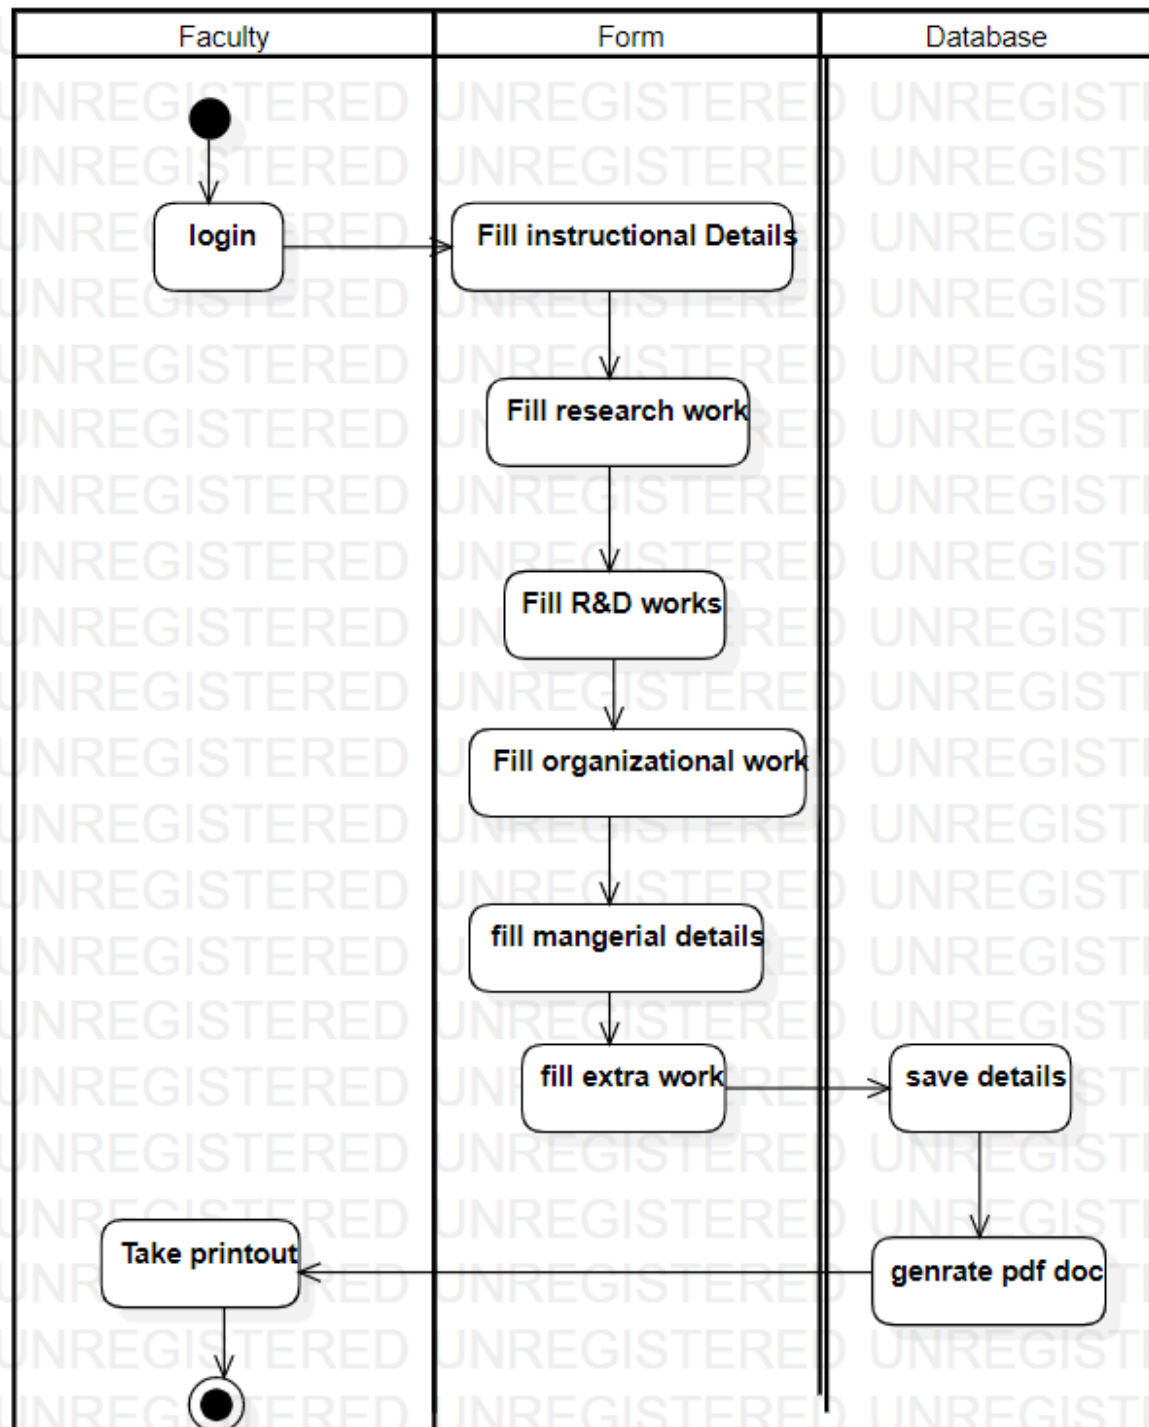 Faculty
Form
Database
login
Fill instructional Details
Fill research work
Fill R&D works
Fill organizational work
fill mangerial details
fill extra work
save details
Take printout
genrate pdf doc
UNREGISTERED